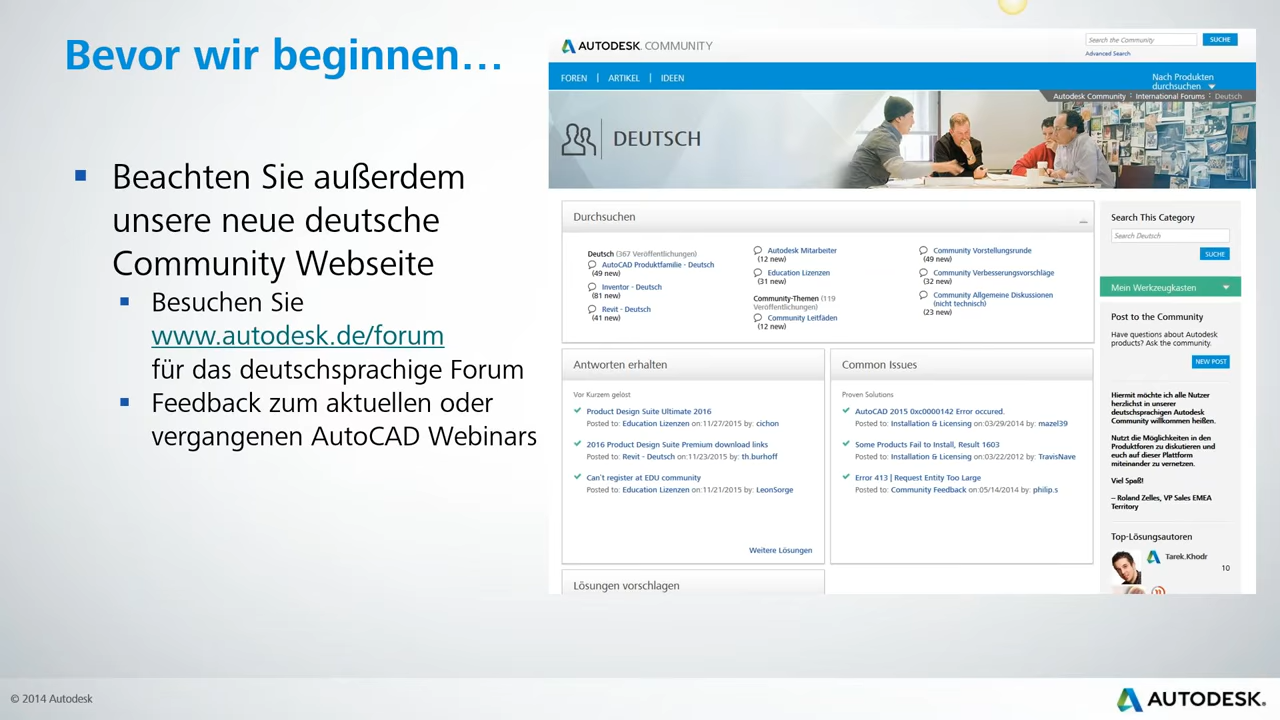 Bevor wir beginnen…
Beachten Sie außerdem
unsere neue deutsche
Community Webseite
Besuchen Sie
www.autodesk.de/forum
für das deutschsprachige Forum
Feedback zum aktuellen oder
vergangenen AutoCAD Webinars
AUTODESK. COMMUNITY
Search the Community
SUCHE
Advanced Search
FOREN | ARTIKEL | IDEEN
Nach Produkten
durchsuchen
Autodesk Community : International Forums : Deutsch
DEUTSCH
Durchsuchen
Deutsch (367 Veröffentlichungen)
AutoCAD Produktfamilie - Deutsch
(49 new)
Inventor - Deutsch
(81 new)
Revit - Deutsch
(41 new)
Autodesk Mitarbeiter
(12 new)
Education Lizenzen
(31 new)
Community-Themen (119
Veröffentlichungen)
Community Leitfäden
(12 new)
Community Vorstellungsrunde
(49 new)
Community Verbesserungsvorschläge
(32 new)
Community Allgemeine Diskussionen
(nicht technisch)
(23 new)
Antworten erhalten
Vor Kurzem gelöst
Product Design Suite Ultimate 2016
Posted to: Education Lizenzen on:11/27/2015 by: cichon
2016 Product Design Suite Premium download links
Posted to: Revit - Deutsch on:11/23/2015 by: th.burhoff
Can't register at EDU community
Posted to: Education Lizenzen on:11/21/2015 by: LeonSorge
Weitere Lösungen
Common Issues
Proven Solutions
AutoCAD 2015 0xc0000142 Error occured.
Posted to: Installation & Licensing on:03/29/2014 by: mazel39
Some Products Fail to Install, Result 1603
Posted to: Installation & Licensing on:03/22/2012 by: TravisNave
Error 413 | Request Entity Too Large
Posted to: Community Feedback on:05/14/2014 by: philip.s
Lösungen vorschlagen
Search This Category
Search Deutsch
SUCHE
Mein Werkzeugkasten
Post to the Community
Have questions about Autodesk
products? Ask the community.
NEW POST
Hiermit möchte ich alle Nutzer
herzlichst in unserer
deutschsprachigen Autodesk
Community willkommen heißen.
Nutzt die Möglichkeiten in den
Produktforen zu diskutieren und
euch auf dieser Plattform
miteinander zu vernetzen.
Viel Spaß!
– Roland Zelles, VP Sales EMEA
Territory
Top-Lösungsautoren
Tarek.Khodr
10
© 2014 Autodesk
AUTODESK.